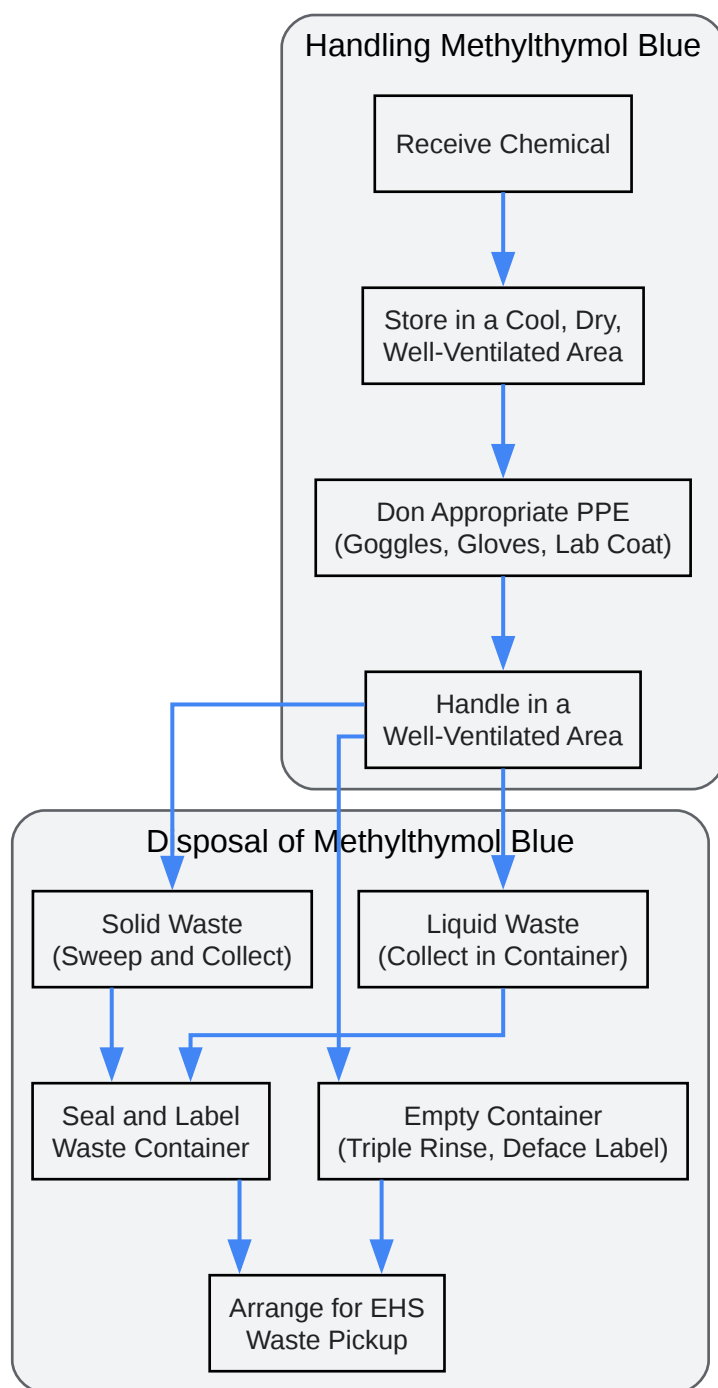 Handling Methylthymol Blue
Receive Chemical
Store in a Cool, Dry,
Well-Ventilated Area
Don Appropriate PPE
(Goggles, Gloves, Lab Coat)
Handle in a
Well-Ventilated Area
Disposal of Methylthymol Blue
Solid Waste
(Sweep and Collect)
Liquid Waste
(Collect in Container)
Seal and Label
Waste Container
Empty Container
(Triple Rinse, Deface Label)
Arrange for EHS
Waste Pickup